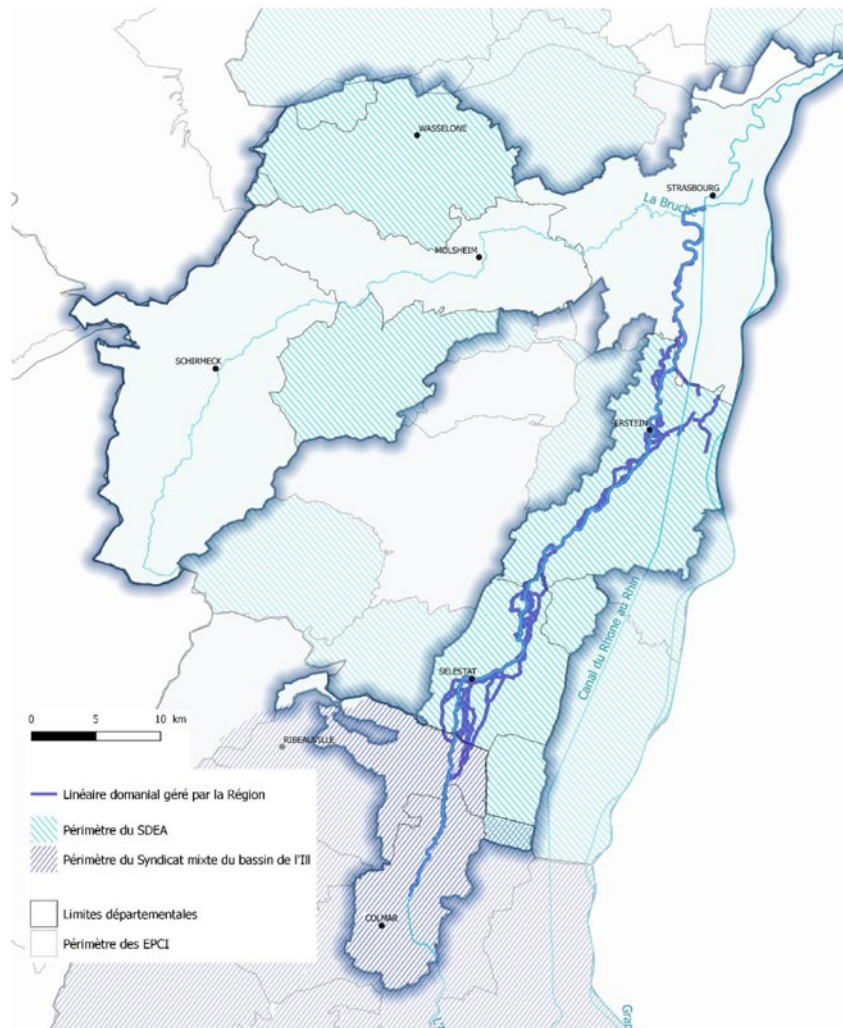 WASSELONE
STRASBOURG
La Bruche
MOLSHEIM
SCHIRMECK
ERSTEIN
Canal du Rhone au Rhin
SELESTAT
0 5 10 km
RIBEAUVILLE
Linéaire domanial géré par la Région
Périmètre du SDEA
Périmètre du Syndicat mixte du bassin de l'Ill
Limites départementales
COLMAR
Périmètre des EPCI